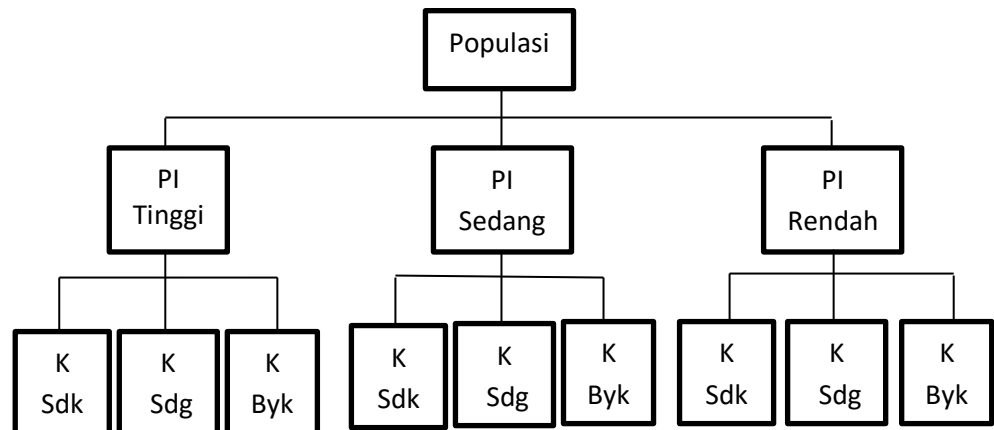 Populasi
PI
Tinggi
PI
Sedang
PI
Rendah
K
Sdk
K
Sdg
K
Byk
K
Sdk
K
Sdg
K
Byk
K
Sdk
K
Sdg
K
Byk